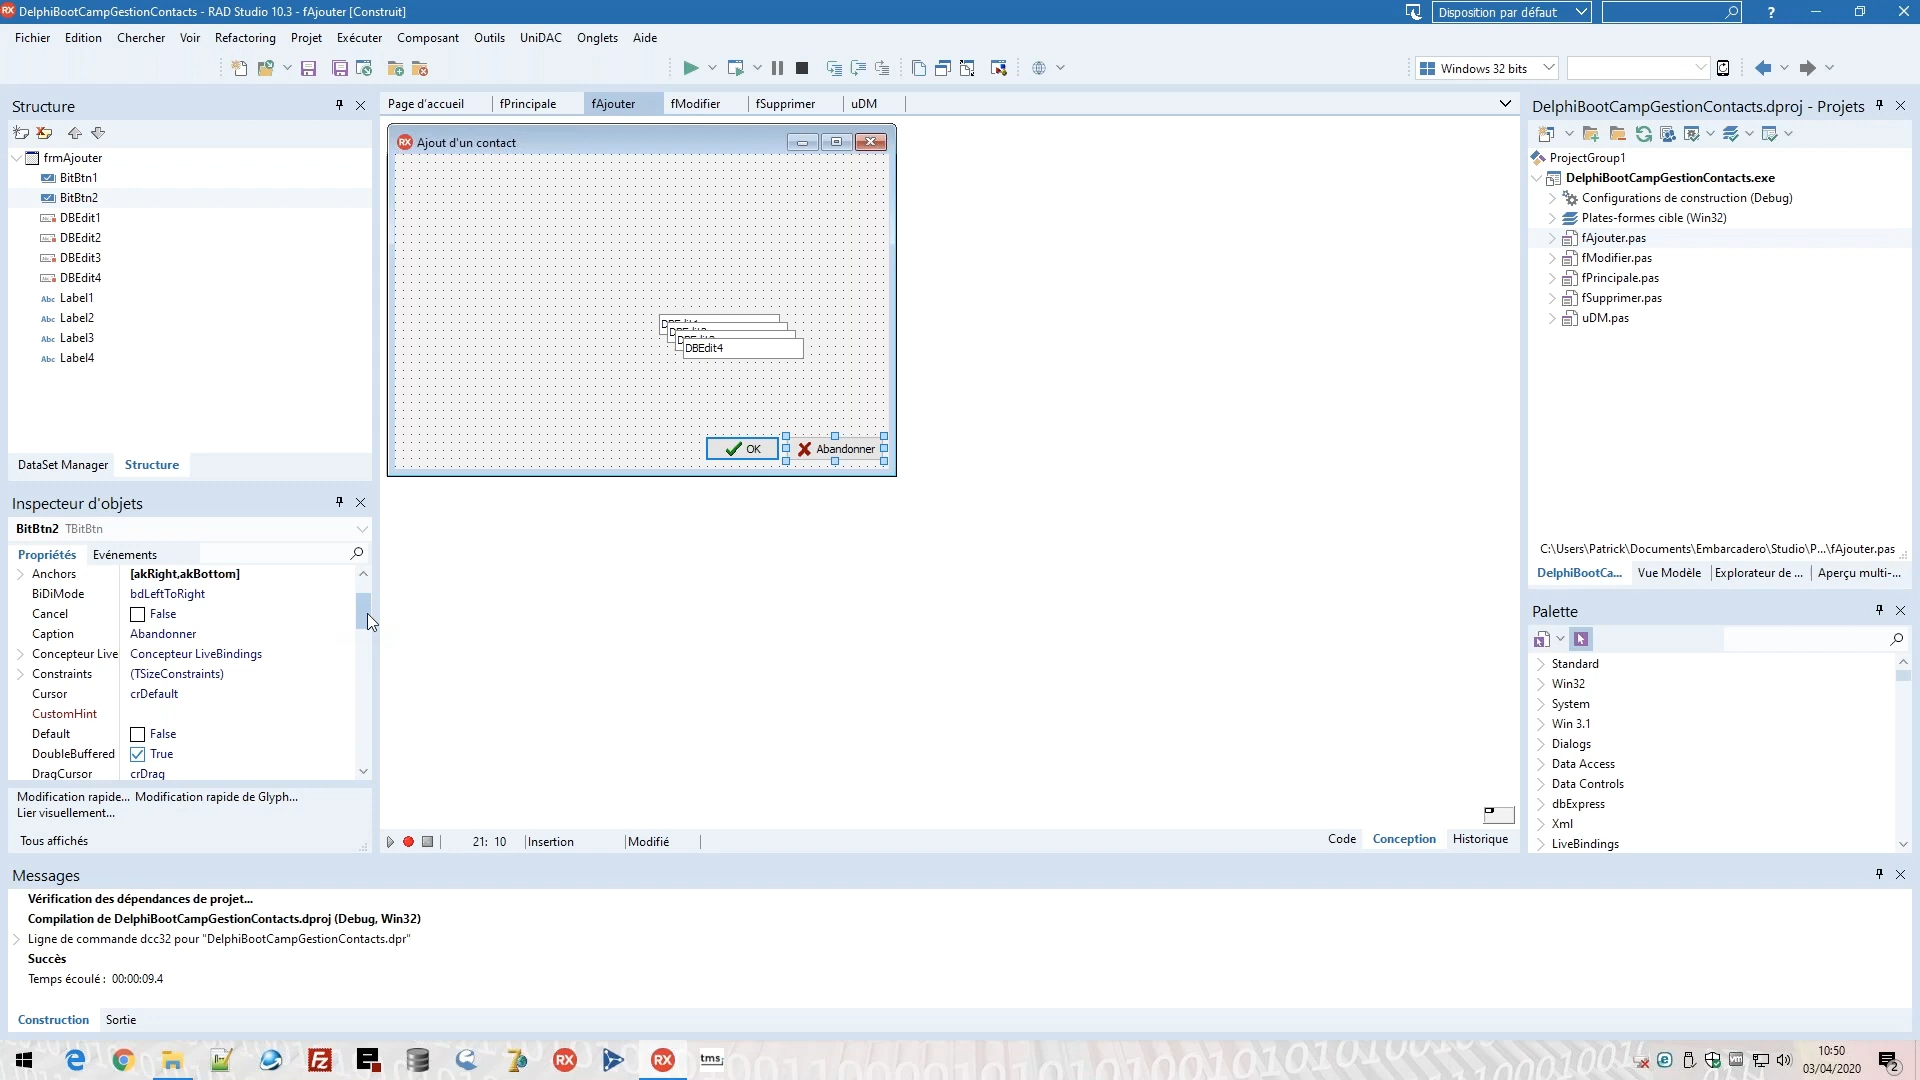 DelphiBootCampGestionContacts - RAD Studio 10.3 - fAjouter [Construit]
Disposition par défaut
Fichier Edition Chercher Voir Refactoring Projet Exécuter Composant Outils UniDAC Onglets Aide
Windows 32 bits
Structure
frmAjouter
BitBtn1
BitBtn2
DBEdit1
DBEdit2
DBEdit3
DBEdit4
Label1
Label2
Label3
Label4
DataSet Manager Structure
Inspecteur d'objets
BitBtn2 TBitBtn
Propriétés Evénements
Anchors [akRight,akBottom]
BiDiMode bdLeftToRight
Cancel False
Caption Abandonner
Concepteur Live Concepteur LiveBindings
Constraints (TSizeConstraints)
Cursor crDefault
CustomHint
Default False
DoubleBuffered True
DragCursor crDrag
Modification rapide... Modification rapide de Glyph...
Lier visuellement...
Tous affichés
Page d'accueil fPrincipale fAjouter fModifier fSupprimer uDM
Ajout d'un contact
DBEdit4
OK Abandonner
21: 10 Insertion Modifié
Code Conception Historique
DelphiBootCampGestionContacts.dproj - Projets
ProjectGroup1
DelphiBootCampGestionContacts.exe
Configurations de construction (Debug)
Plates-formes cible (Win32)
fAjouter.pas
fModifier.pas
fPrincipale.pas
fSupprimer.pas
uDM.pas
C:\Users\Patrick\Documents\Embarcadero\Studio\P...\fAjouter.pas
DelphiBootCa... Vue Modèle Explorateur de ... Aperçu multi-...
Palette
Standard
Win32
System
Win 3.1
Dialogs
Data Access
Data Controls
dbExpress
Xml
LiveBindings
Messages
Vérification des dépendances de projet...
Compilation de DelphiBootCampGestionContacts.dproj (Debug, Win32)
Ligne de commande dcc32 pour "DelphiBootCampGestionContacts.dpr"
Succès
Temps écoulé : 00:00:09.4
Construction Sortie
tms
10:50
03/04/2020